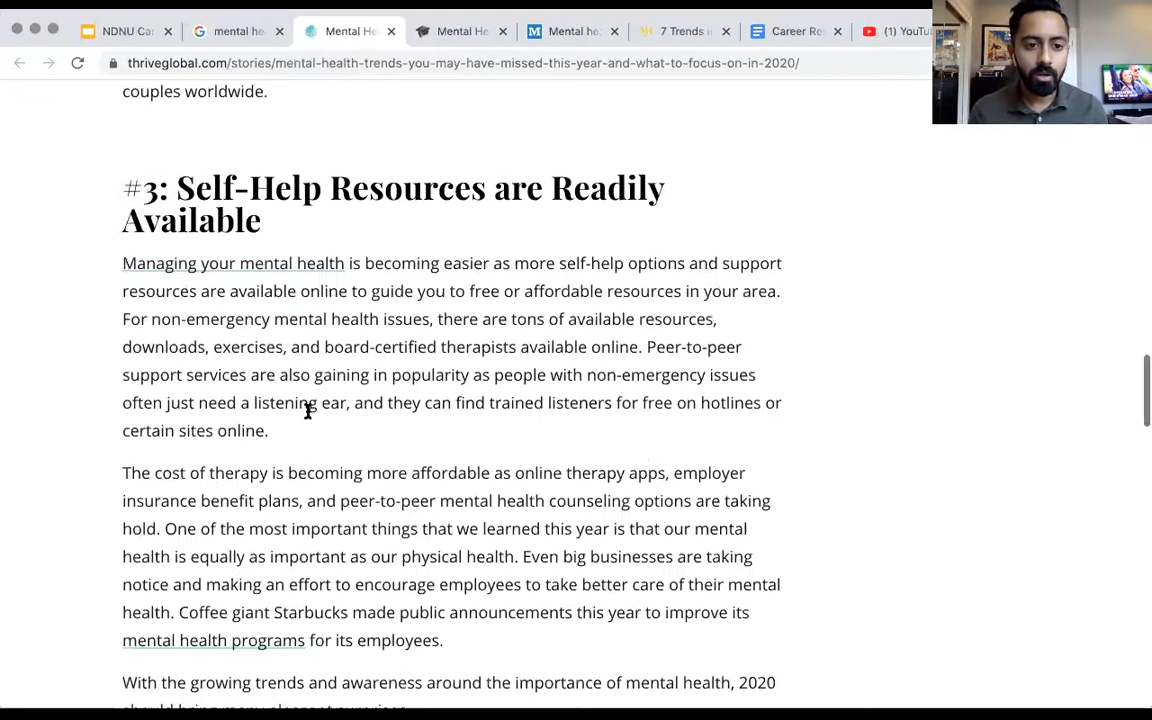 NDNU Ca
mental he
Mental He
Mental He
Mental he
7 Trends i
Career Re
(1) YouTu
thriveglobal.com/stories/mental-health-trends-you-may-have-missed-this-year-and-what-to-focus-on-in-2020/
couples worldwide.
#3: Self-Help Resources are Readily
Available
Managing your mental health is becoming easier as more self-help options and support
resources are available online to guide you to free or affordable resources in your area.
For non-emergency mental health issues, there are tons of available resources,
downloads, exercises, and board-certified therapists available online. Peer-to-peer
support services are also gaining in popularity as people with non-emergency issues
often just need a listening ear, and they can find trained listeners for free on hotlines or
certain sites online.
The cost of therapy is becoming more affordable as online therapy apps, employer
insurance benefit plans, and peer-to-peer mental health counseling options are taking
hold. One of the most important things that we learned this year is that our mental
health is equally as important as our physical health. Even big businesses are taking
notice and making an effort to encourage employees to take better care of their mental
health. Coffee giant Starbucks made public announcements this year to improve its
mental health programs for its employees.
With the growing trends and awareness around the importance of mental health, 2020
should bring many pleasant surprises.